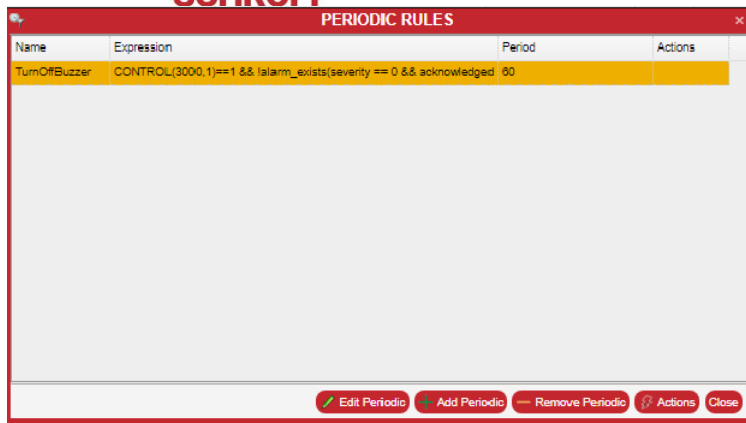 PERIODIC RULES
Name Expression Period Actions
TurnOffBuzzer CONTROL(3000,1)==1 && !alarm_exists(severity == 0 && acknowledged 60
Edit Periodic Add Periodic Remove Periodic Actions Close